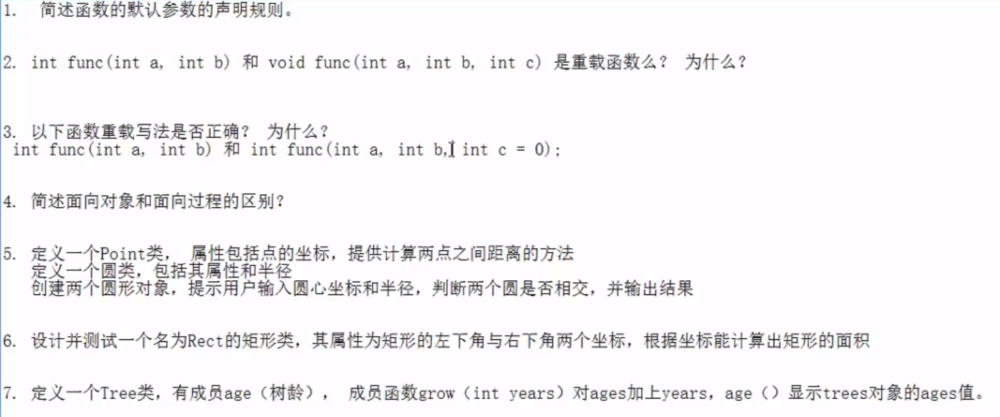 1. 简述函数的默认参数的声明规则。
2. int func(int a, int b) 和 void func(int a, int b, int c) 是重载函数么? 为什么?
3. 以下函数重载写法是否正确? 为什么?
int func(int a, int b) 和 int func(int a, int b, int c = 0);
4. 简述面向对象和面向过程的区别?
5. 定义一个Point类, 属性包括点的坐标,提供计算两点之间距离的方法
定义一个圆类,包括其属性和半径
创建两个圆形对象,提示用户输入圆心坐标和半径,判断两个圆是否相交,并输出结果
6. 设计并测试一个名为Rect的矩形类,其属性为矩形的左下角与右下角两个坐标,根据坐标能计算出矩形的面积
7. 定义一个Tree类,有成员age(树龄), 成员函数grow(int years)对ages加上years,age()显示trees对象的ages值。